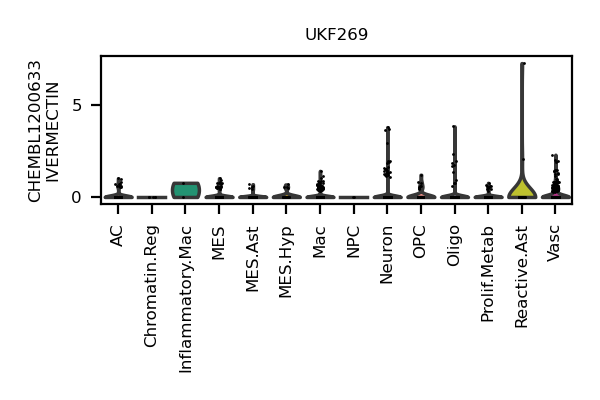 UKF269
CHEMBL1200633
IVERMECTIN
5
0
AC
Chromatin.Reg
Inflammatory.Mac
MES
MES.Ast
MES.Hyp
Mac
NPC
Neuron
OPC
Oligo
Prolif.Metab
Reactive.Ast
Vasc